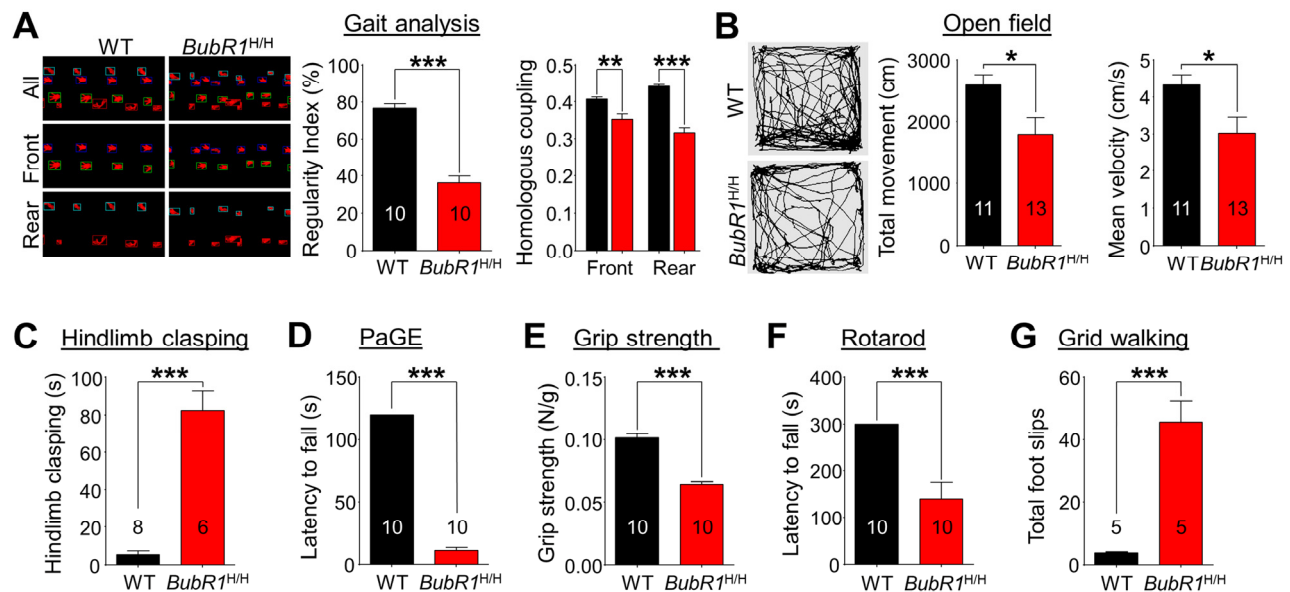 A
Gait analysis
WT
BubR1H/H
All
Front
Rear
Regularity Index (%)
100
80
60
40
20
0
***
10
10
WT
BubR1H/H
Homologous coupling
0.5
0.4
0.3
0.2
0.1
0.0
**
***
Front
Rear
B
Open field
WT
BubR1H/H
Total movement (cm)
3000
2000
1000
0
*
11
13
WT
BubR1H/H
Mean velocity (cm/s)
5
4
3
2
1
0
*
11
13
WT
BubR1H/H
C
Hindlimb clasping
Hindlimb clasping (s)
100
80
60
40
20
0
***
8
6
WT
BubR1H/H
D
PaGE
Latency to fall (s)
150
100
50
0
***
10
10
WT
BubR1H/H
E
Grip strength
Grip strength (N/g)
0.15
0.10
0.05
0.00
***
10
10
WT
BubR1H/H
F
Rotarod
Latency to fall (s)
400
300
200
100
0
***
10
10
WT
BubR1H/H
G
Grid walking
Total foot slips
60
40
20
0
***
5
5
WT
BubR1H/H